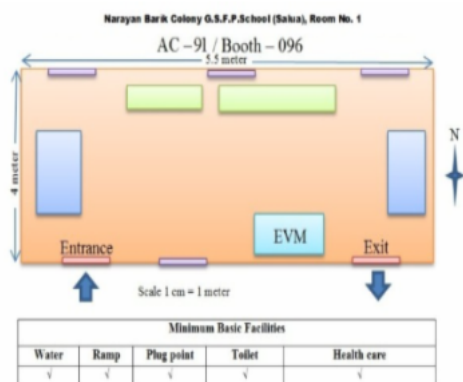 Narayan Barik Colony G.S.F.P.School (Salua), Room No. 1
AC –91 / Booth – 096
5.5 meter
4 meter
N
EVM
Entrance
Exit
Scale 1 cm = 1 meter
Minimum Basic Facilities
Water Ramp Plug point Toilet Health care
√ √ √ √ √